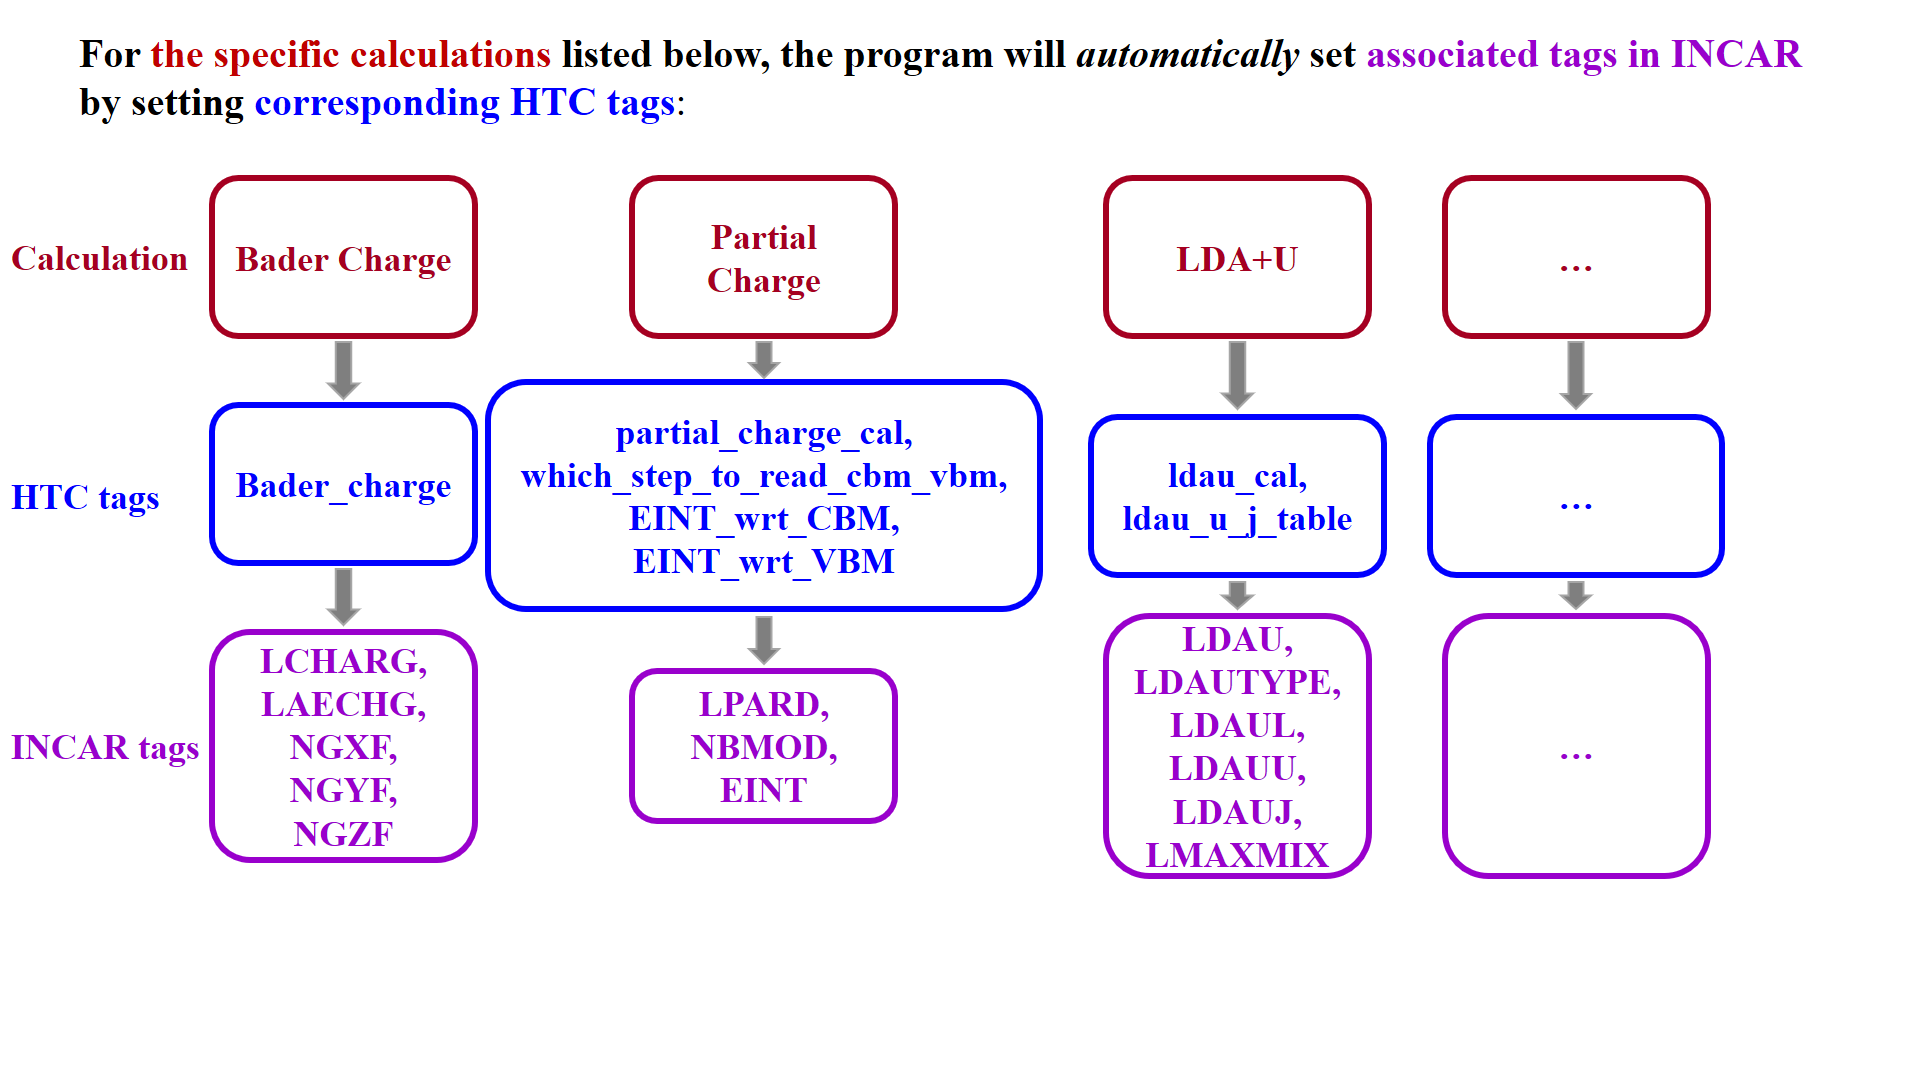 For the specific calculations listed below, the program will automatically set associated tags in INCAR
by setting corresponding HTC tags:
Calculation
Bader Charge
Partial
Charge
LDA+U
…
HTC tags
Bader_charge
partial_charge_cal,
which_step_to_read_cbm_vbm,
EINT_wrt_CBM,
EINT_wrt_VBM
ldau_cal,
ldau_u_j_table
…
INCAR tags
LCHARG,
LAECHG,
NGXF,
NGYF,
NGZF
LPARD,
NBMOD,
EINT
LDAU,
LDAUTYPE,
LDAUL,
LDAUU,
LDAUJ,
LMAXMIX
…